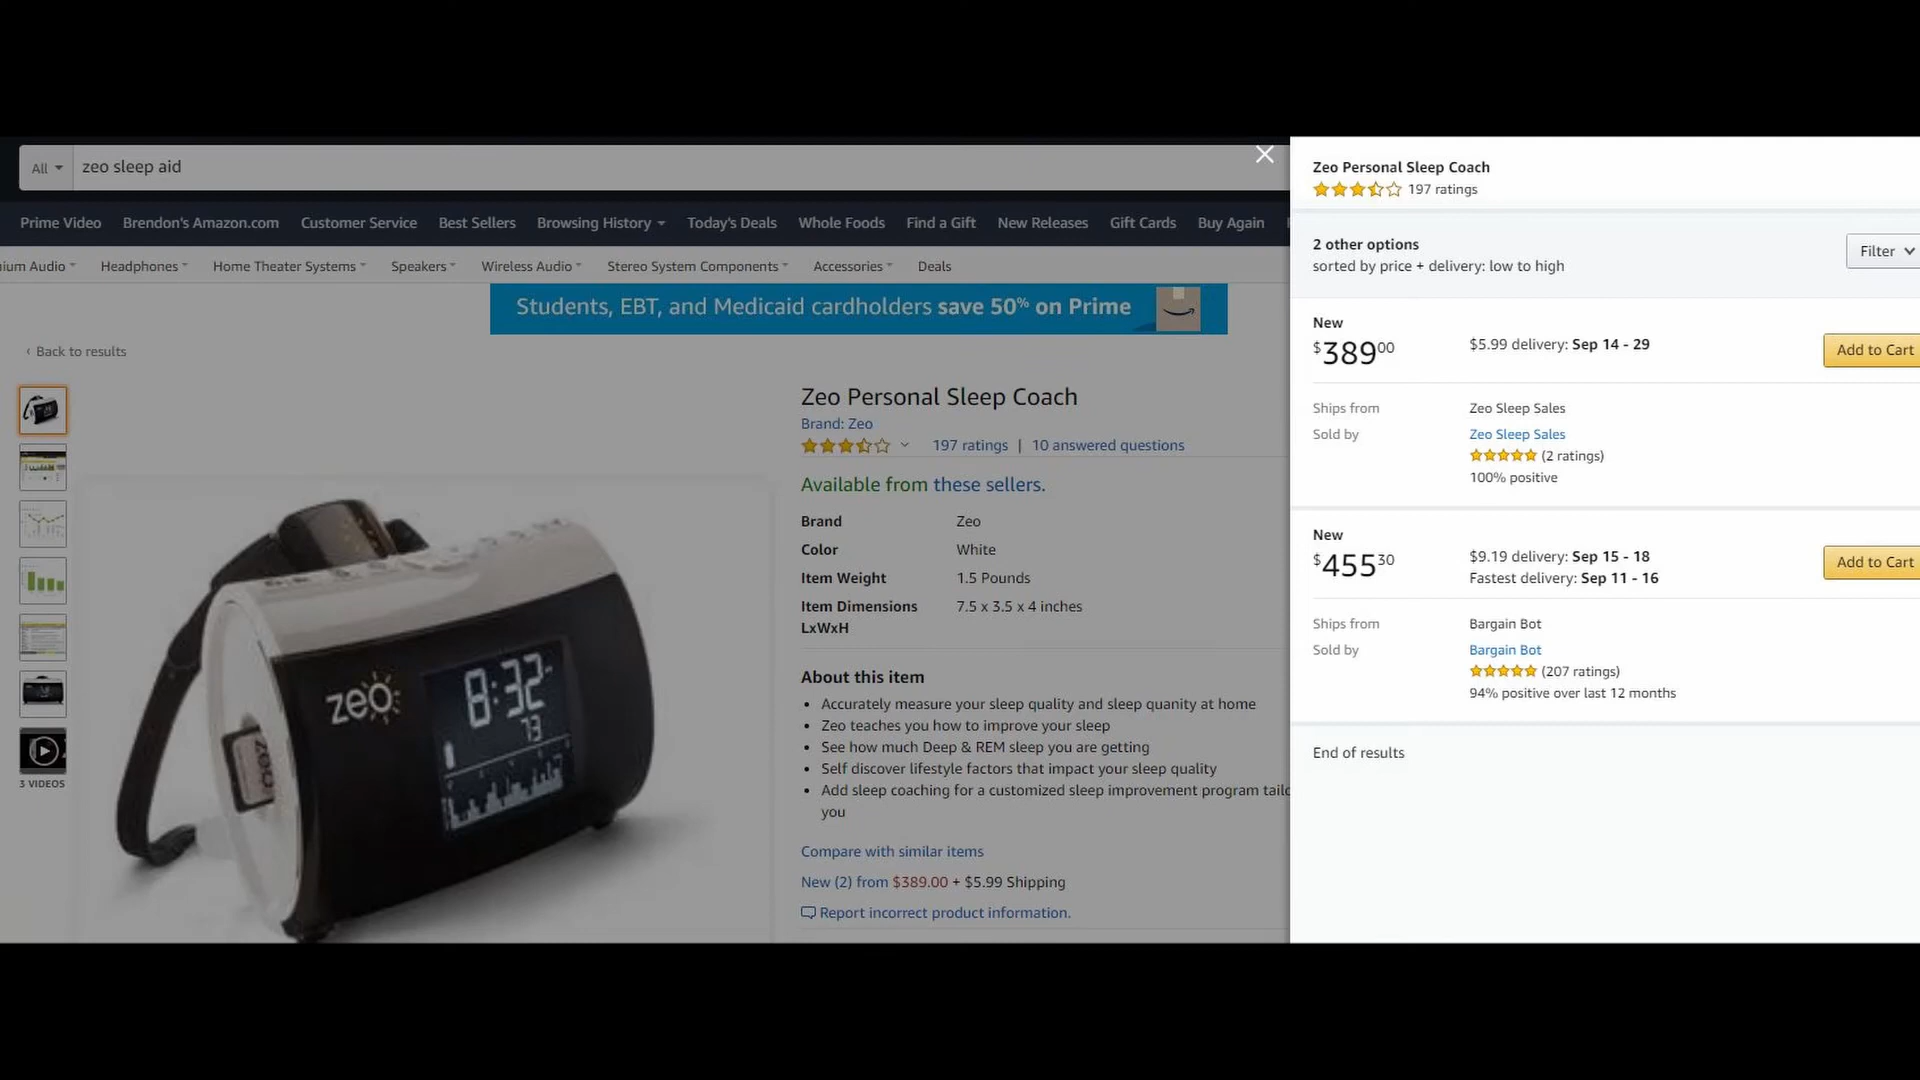 All
zeo sleep aid
Prime Video
Brendon's Amazon.com
Customer Service
Best Sellers
Browsing History
Today's Deals
Whole Foods
Find a Gift
New Releases
Gift Cards
Buy Again
ium Audio
Headphones
Home Theater Systems
Speakers
Wireless Audio
Stereo System Components
Accessories
Deals
Students, EBT, and Medicaid cardholders save 50% on Prime
‹ Back to results
3 VIDEOS
zeo
8:32
73
zeo
Zeo Personal Sleep Coach
Brand: Zeo
197 ratings | 10 answered questions
Available from these sellers.
Brand Zeo
Color White
Item Weight 1.5 Pounds
Item Dimensions 7.5 x 3.5 x 4 inches
LxWxH
About this item
• Accurately measure your sleep quality and sleep quanity at home
• Zeo teaches you how to improve your sleep
• See how much Deep & REM sleep you are getting
• Self discover lifestyle factors that impact your sleep quality
• Add sleep coaching for a customized sleep improvement program tailo
you
Compare with similar items
New (2) from $389.00 + $5.99 Shipping
Report incorrect product information.
Zeo Personal Sleep Coach
197 ratings
2 other options
sorted by price + delivery: low to high
Filter
New
$389.00
$5.99 delivery: Sep 14 - 29
Add to Cart
Ships from Zeo Sleep Sales
Sold by Zeo Sleep Sales
(2 ratings)
100% positive
New
$455.30
$9.19 delivery: Sep 15 - 18
Fastest delivery: Sep 11 - 16
Add to Cart
Ships from Bargain Bot
Sold by Bargain Bot
(207 ratings)
94% positive over last 12 months
End of results